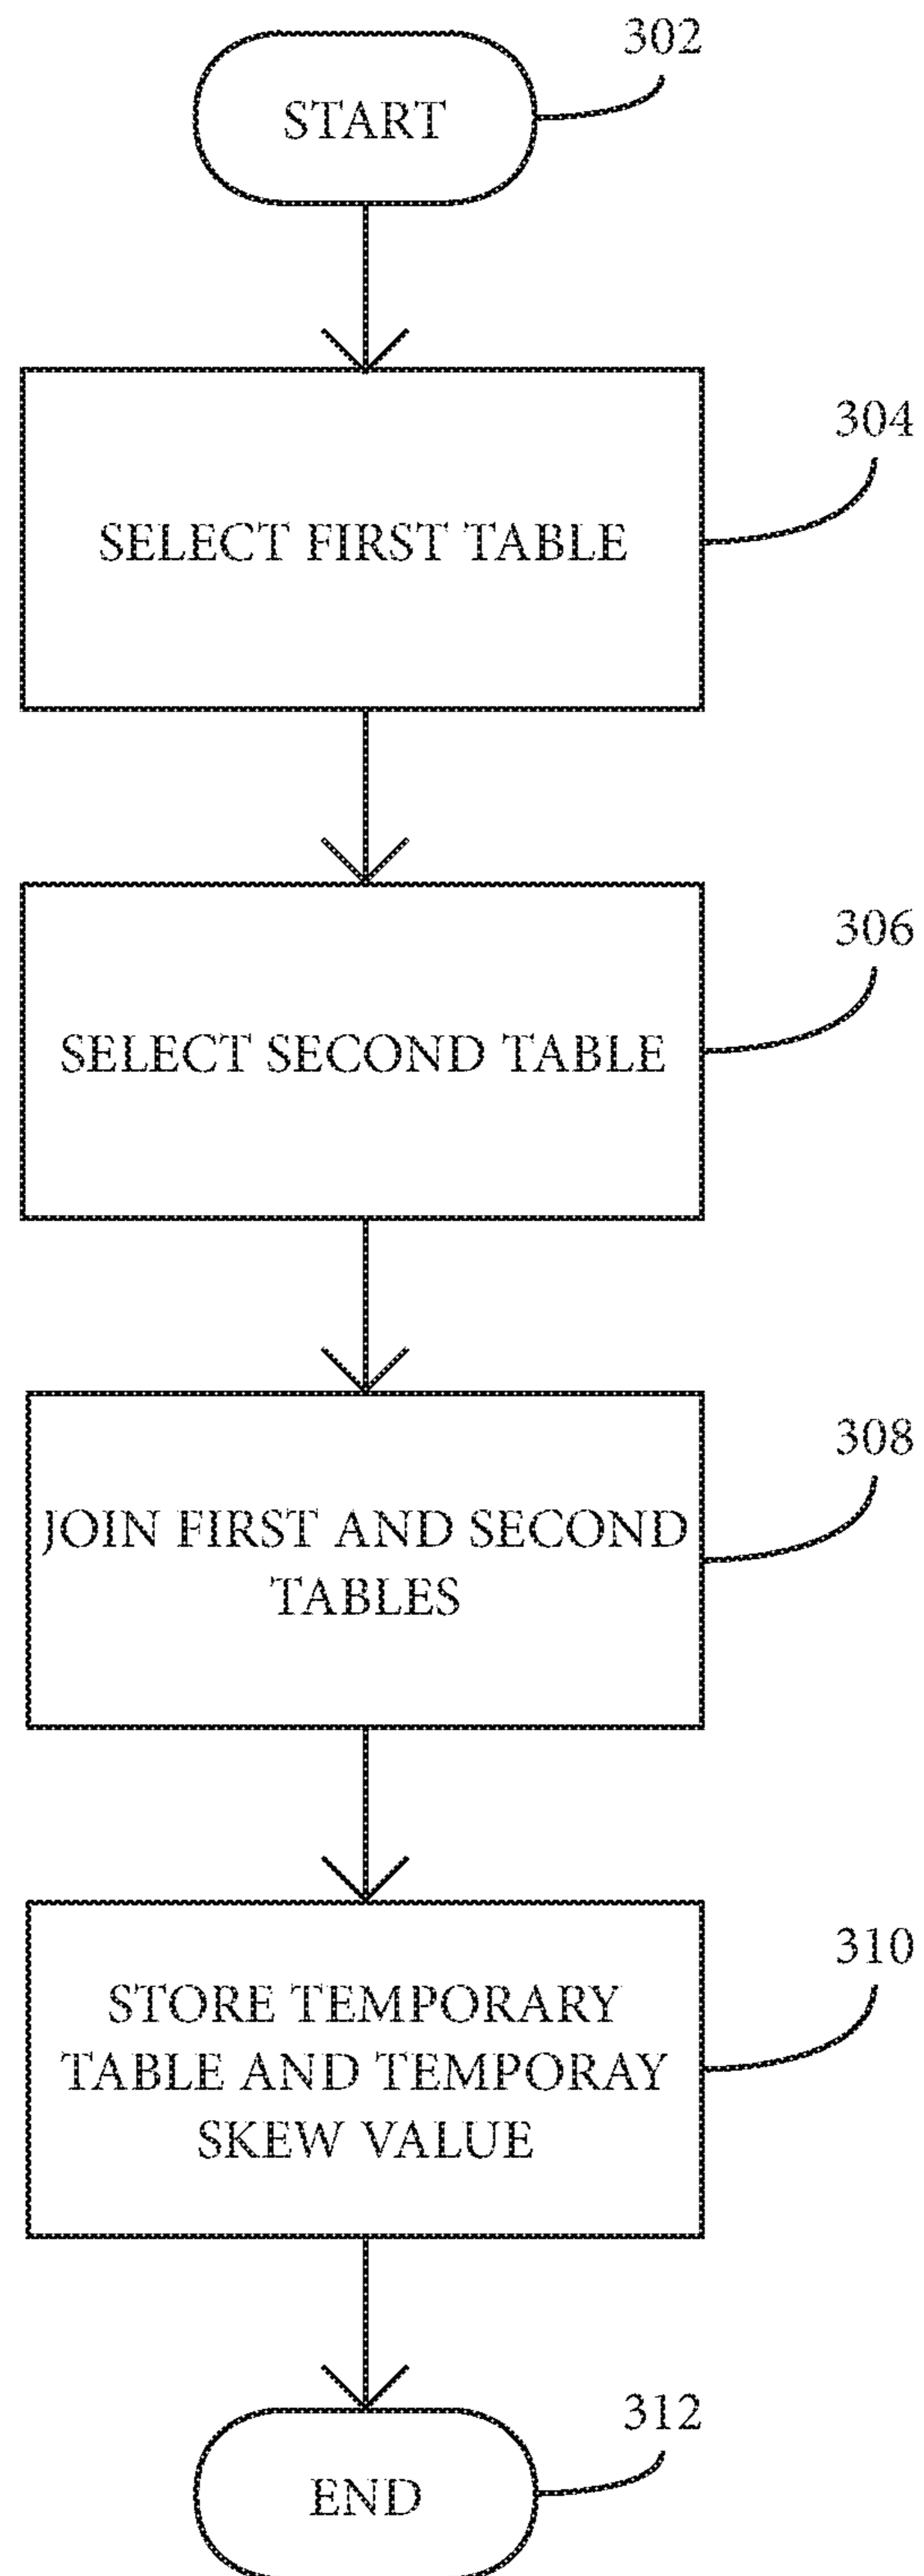 302
START
304
SELECT FIRST TABLE
306
SELECT SECOND TABLE
308
JOIN FIRST AND SECOND
TABLES
310
STORE TEMPORARY
TABLE AND TEMPORAY
SKEW VALUE
312
END